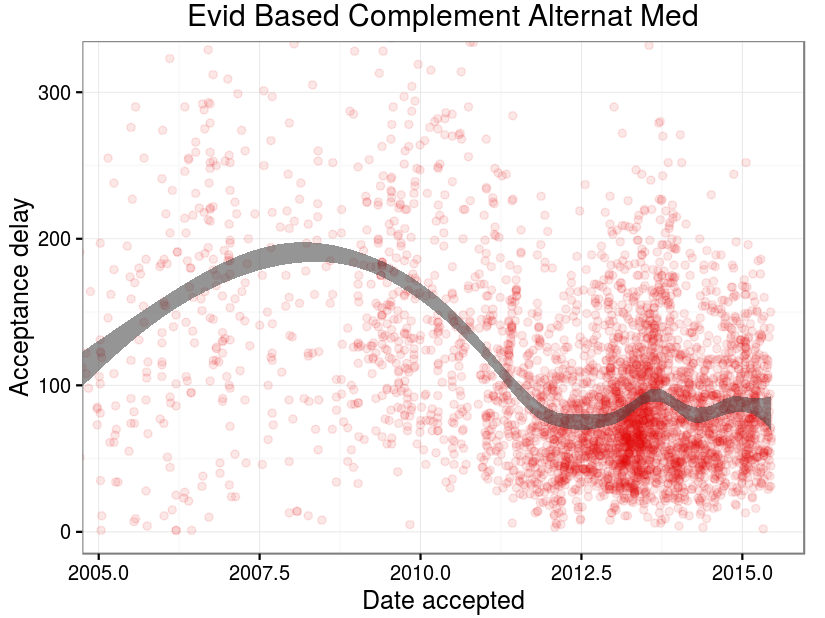 Evid Based Complement Alternat Med
Acceptance delay
300
200
100
0
2005.0 2007.5 2010.0 2012.5 2015.0
Date accepted